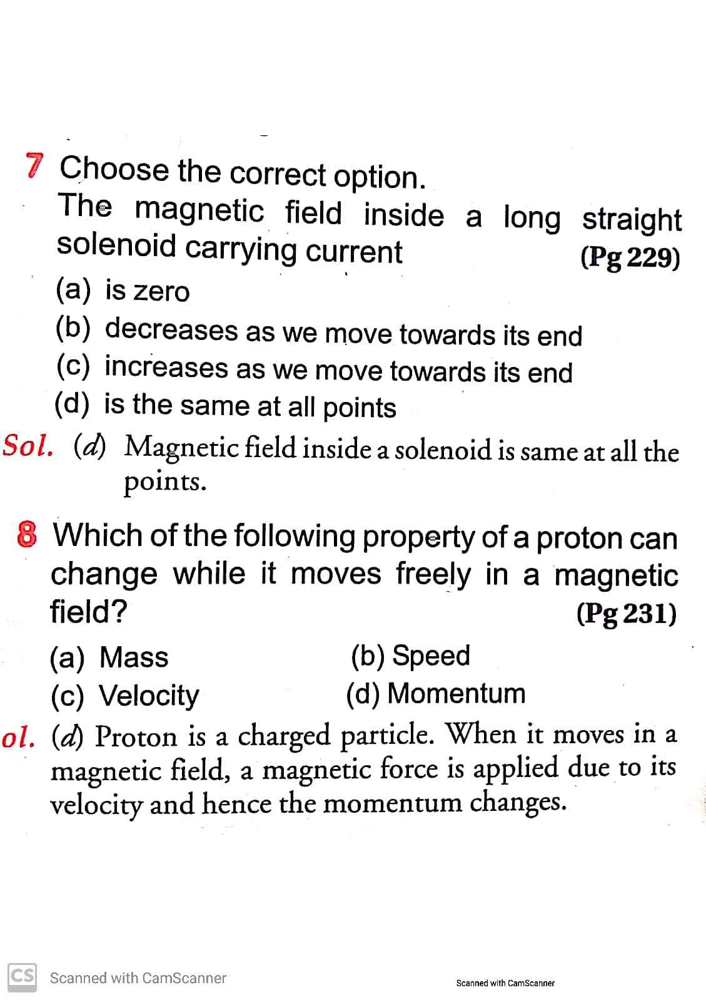 7 Choose the correct option.
The magnetic field inside a long straight
solenoid carrying current (Pg 229)
(a) is zero
(b) decreases as we move towards its end
(c) increases as we move towards its end
(d) is the same at all points
Sol. (d) Magnetic field inside a solenoid is same at all the
points.
8 Which of the following property of a proton can
change while it moves freely in a magnetic
field? (Pg 231)
(a) Mass (b) Speed
(c) Velocity (d) Momentum
ol. (d) Proton is a charged particle. When it moves in a
magnetic field, a magnetic force is applied due to its
velocity and hence the momentum changes.
CS Scanned with CamScanner
Scanned with CamScanner